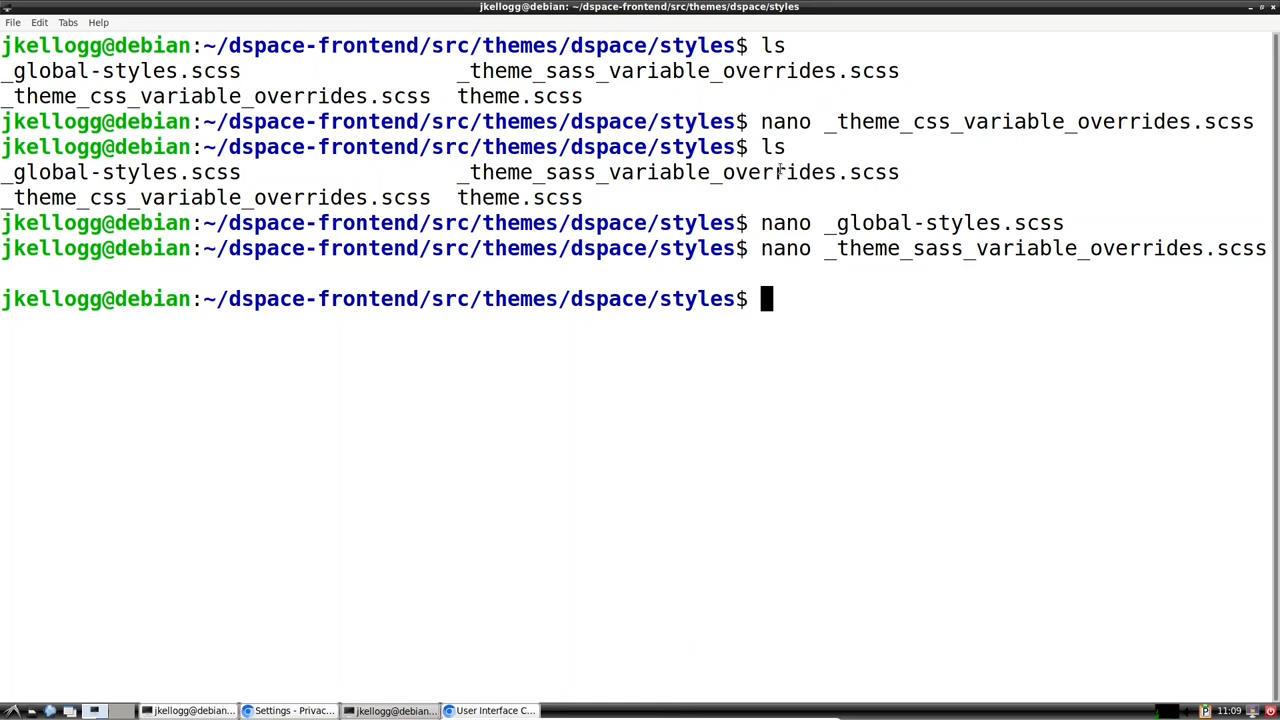 jkellogg@debian: ~/dspace-frontend/src/themes/dspace/styles
File Edit Tabs Help
jkellogg@debian:~/dspace-frontend/src/themes/dspace/styles$ ls
_global-styles.scss _theme_sass_variable_overrides.scss
_theme_css_variable_overrides.scss theme.scss
jkellogg@debian:~/dspace-frontend/src/themes/dspace/styles$ nano _theme_css_variable_overrides.scss
jkellogg@debian:~/dspace-frontend/src/themes/dspace/styles$ ls
_global-styles.scss _theme_sass_variable_overrides.scss
_theme_css_variable_overrides.scss theme.scss
jkellogg@debian:~/dspace-frontend/src/themes/dspace/styles$ nano _global-styles.scss
jkellogg@debian:~/dspace-frontend/src/themes/dspace/styles$ nano _theme_sass_variable_overrides.scss
jkellogg@debian:~/dspace-frontend/src/themes/dspace/styles$
jkellogg@debian... Settings - Privac... jkellogg@debian... User Interface C... 11:09